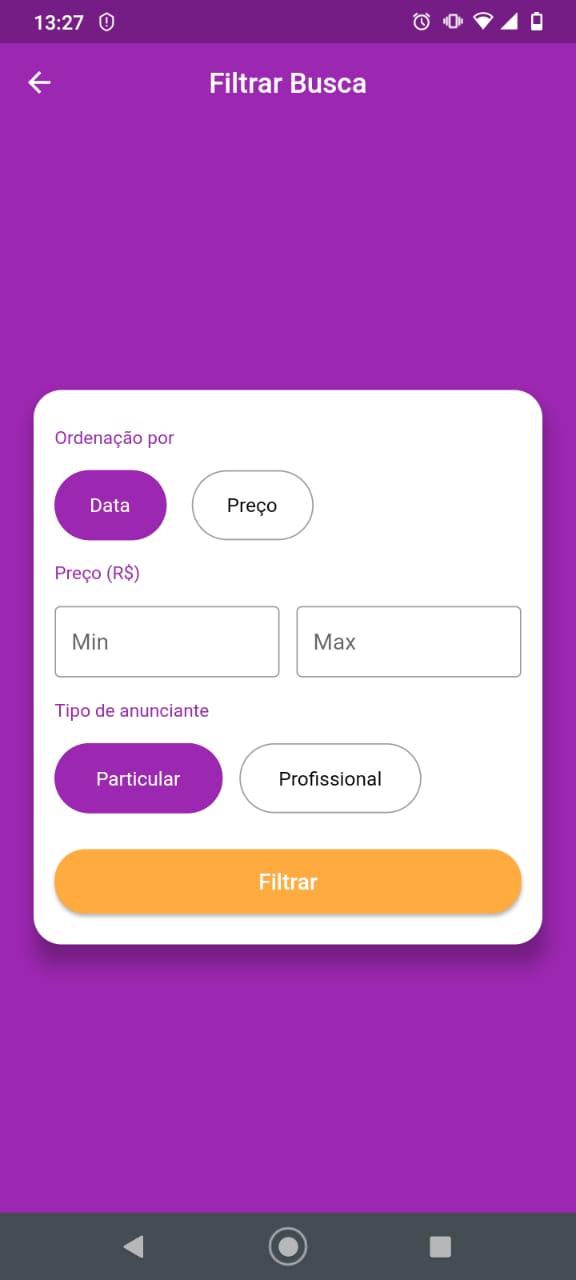 13:27
Filtrar Busca
Ordenação por
Data Preço
Preço (R$)
Min Max
Tipo de anunciante
Particular Profissional
Filtrar